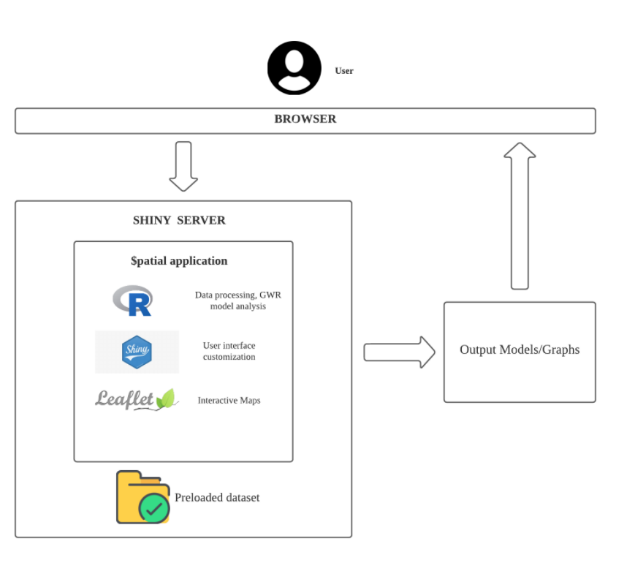 User
BROWSER
SHINY SERVER
$patial application
R
Data processing, GWR
model analysis
Shiny
User interface
customization
Leaflet
Interactive Maps
Preloaded dataset
Output Models/Graphs